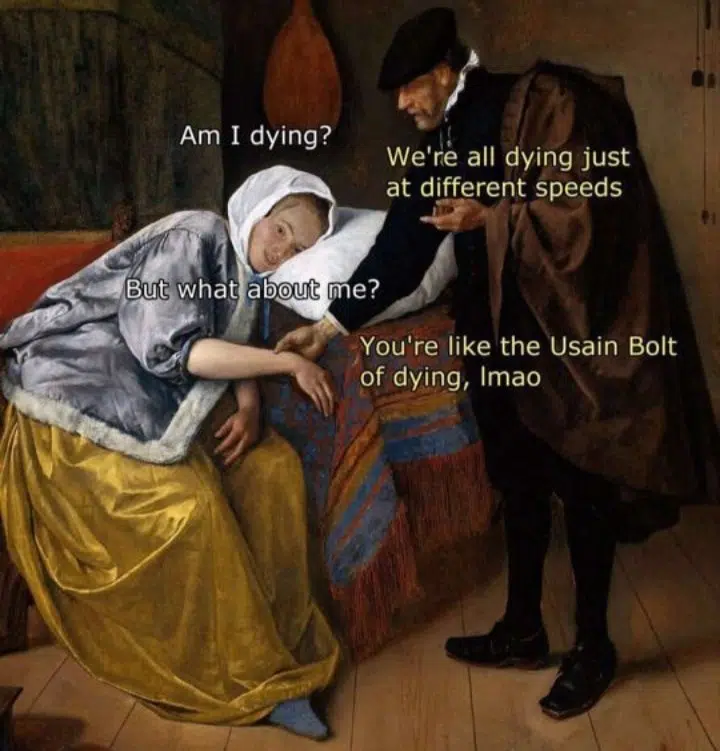 Am I dying?
We're all dying just
at different speeds
But what about me?
You're like the Usain Bolt
of dying, lmao